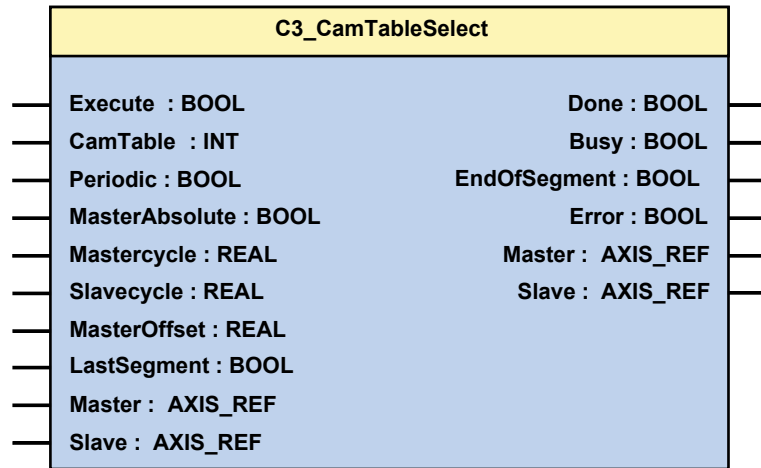 C3_CamTableSelect
Execute : BOOL Done : BOOL
CamTable : INT Busy : BOOL
Periodic : BOOL EndOfSegment : BOOL
MasterAbsolute : BOOL Error : BOOL
Mastercycle : REAL Master : AXIS_REF
Slavecycle : REAL Slave : AXIS_REF
MasterOffset : REAL
LastSegment : BOOL
Master : AXIS_REF
Slave : AXIS_REF